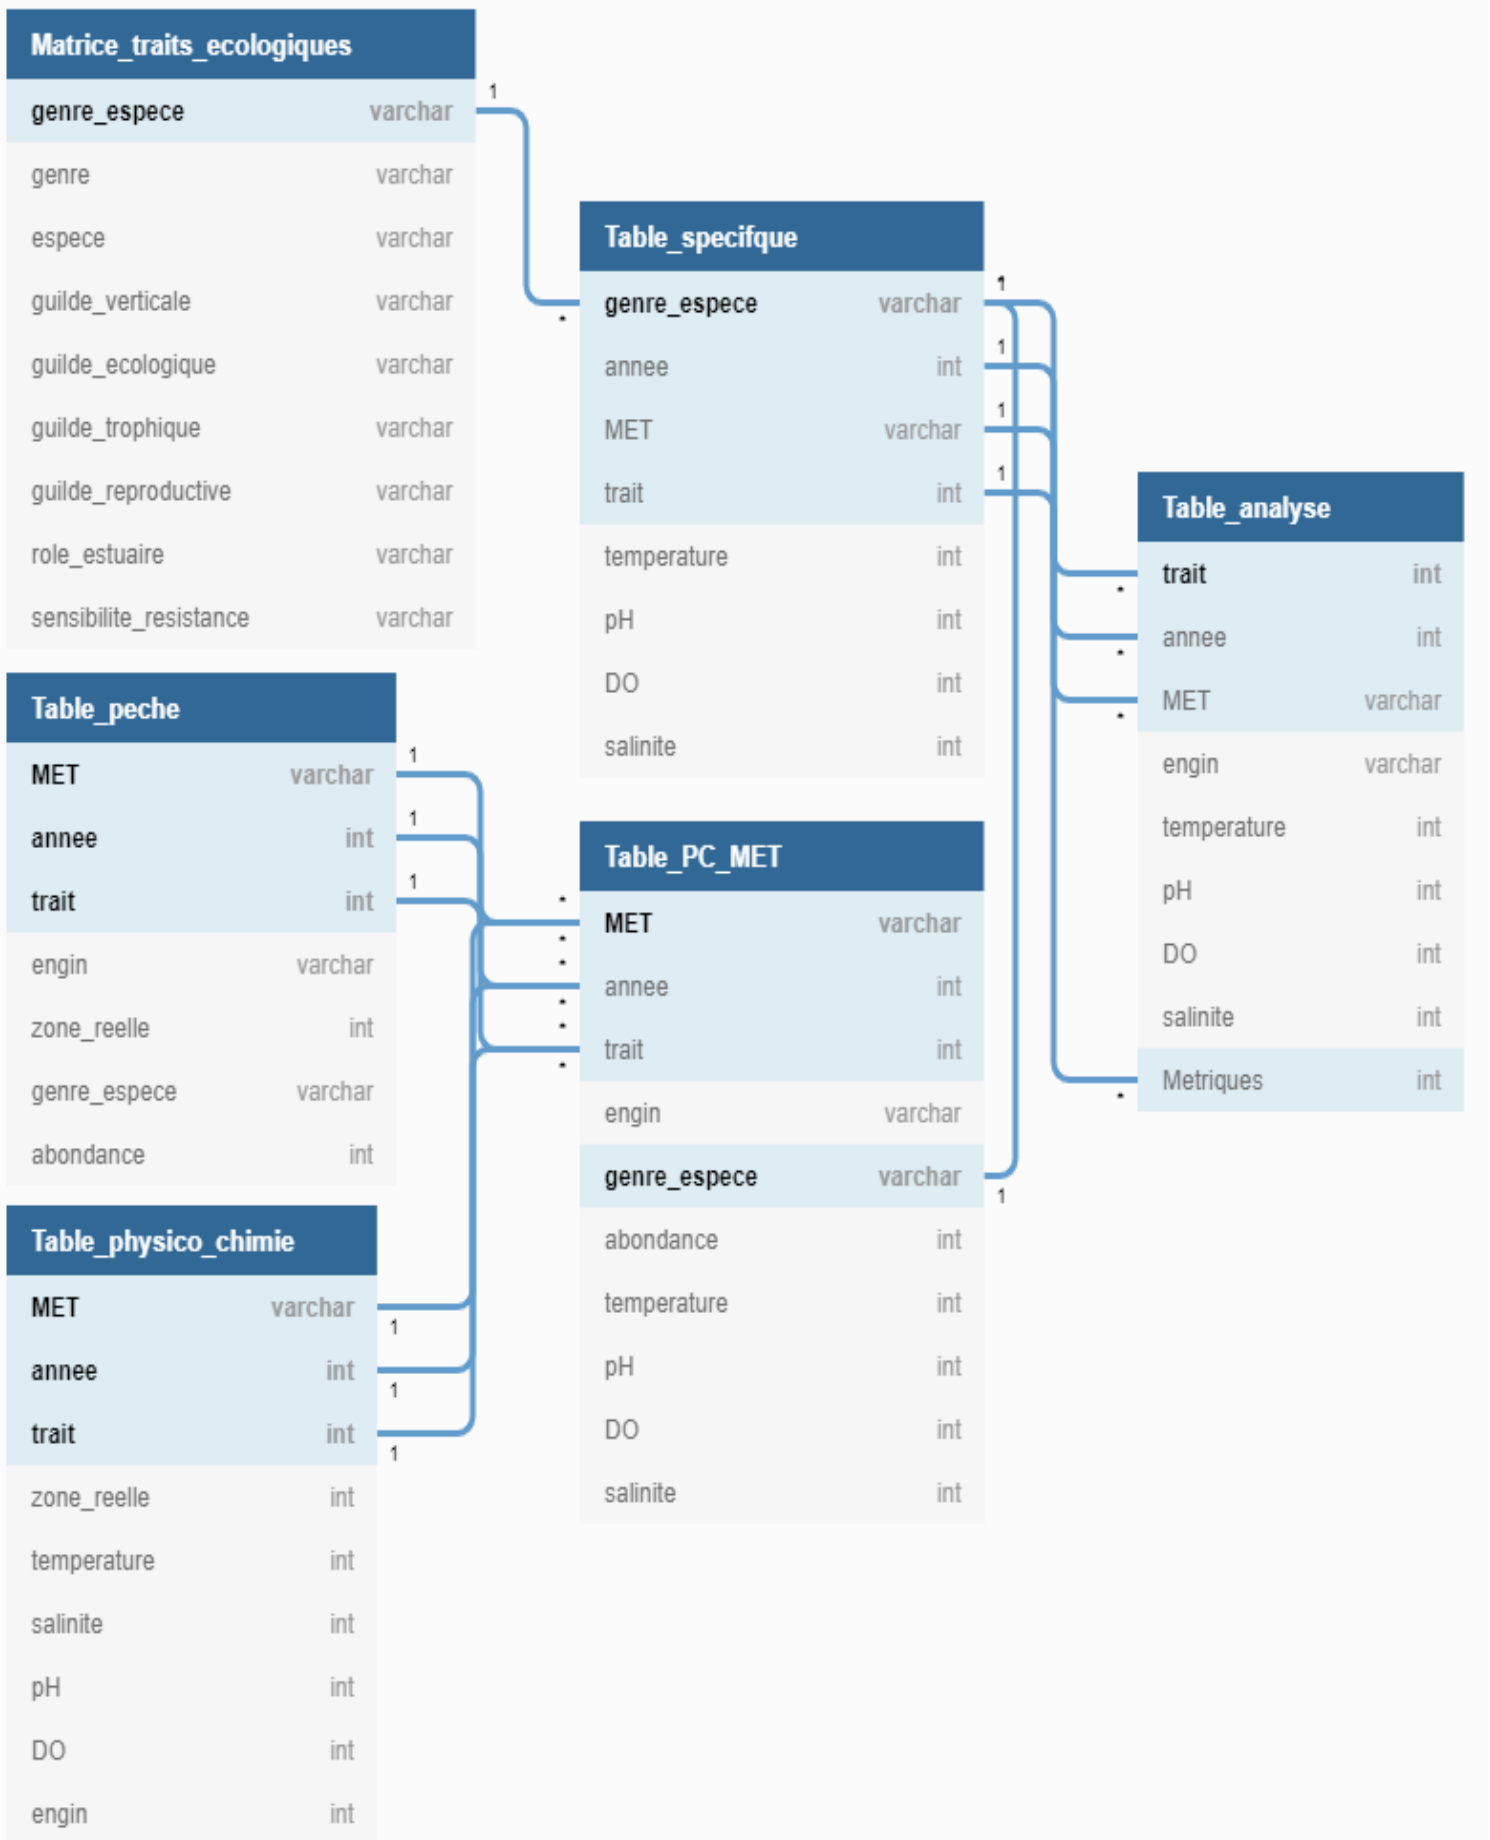 Matrice_traits_ecologiques
genre_espece varchar 1
genre varchar
espece varchar
guilde_verticale varchar
guilde_ecologique varchar
guilde_trophique varchar
guilde_reproductive varchar
role_estuaire varchar
sensibilite_resistance varchar
Table_peche
MET varchar 1
annee int 1
trait int 1
engin varchar
zone_reelle int
genre_espece varchar
abondance int
Table_physico_chimie
MET varchar 1
annee int 1
trait int 1
zone_reelle int
temperature int
salinite int
pH int
DO int
engin int
Table_specifque
* genre_espece varchar 1
annee int 1
MET varchar 1
trait int 1
temperature int
pH int
DO int
salinite int
Table_PC_MET
* * MET varchar
* * annee int
* * trait int
engin varchar
genre_espece varchar 1
abondance int
temperature int
pH int
DO int
salinite int
Table_analyse
* trait int
* annee int
* MET varchar
engin varchar
temperature int
pH int
DO int
salinite int
* Metriques int